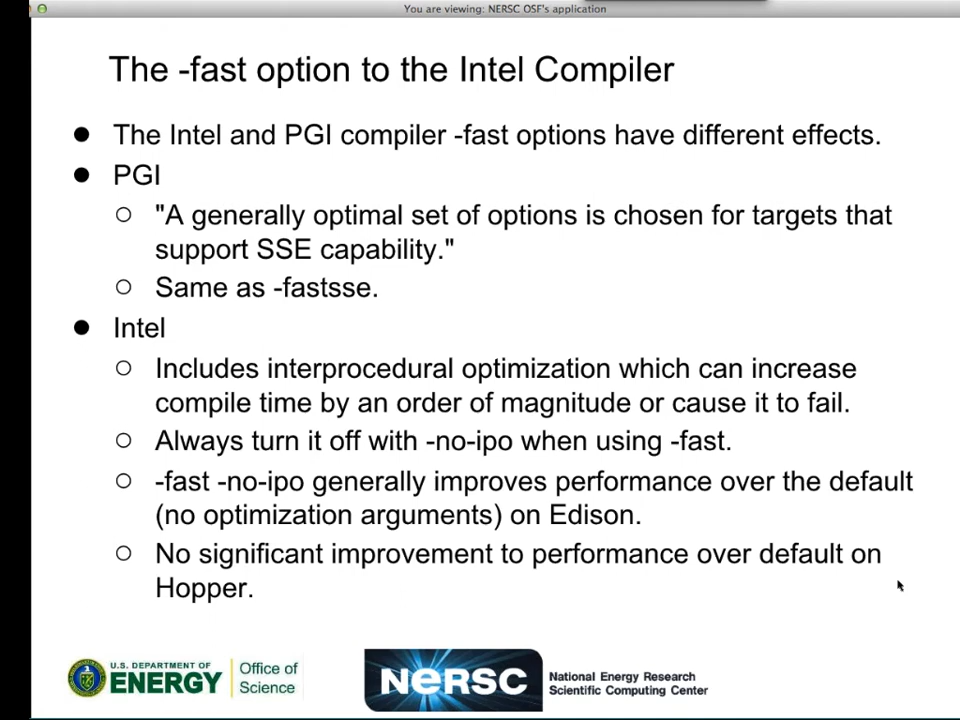 You are viewing: NERSC OSF's application
The -fast option to the Intel Compiler
● The Intel and PGI compiler -fast options have different effects.
● PGI
○ "A generally optimal set of options is chosen for targets that
support SSE capability."
○ Same as -fastsse.
● Intel
○ Includes interprocedural optimization which can increase
compile time by an order of magnitude or cause it to fail.
○ Always turn it off with -no-ipo when using -fast.
○ -fast -no-ipo generally improves performance over the default
(no optimization arguments) on Edison.
○ No significant improvement to performance over default on
Hopper.
U.S. DEPARTMENT OF
ENERGY
Office of
Science
NERSC
National Energy Research
Scientific Computing Center